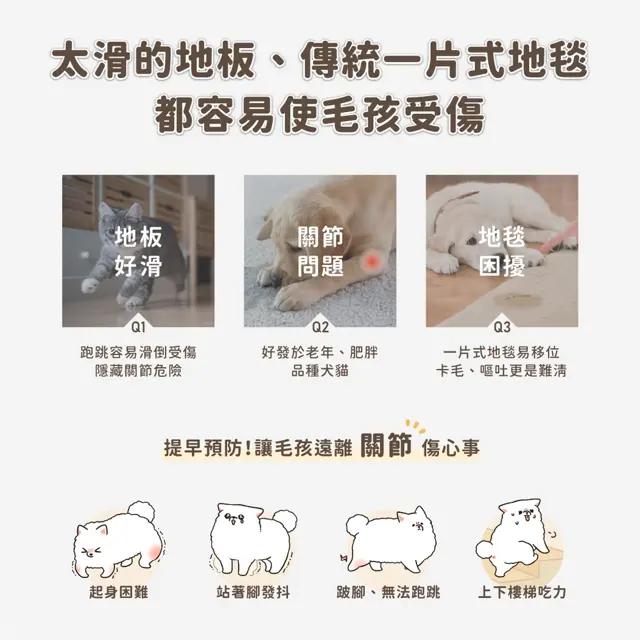 太滑的地板、傳統一片式地毯
都容易使毛孩受傷
地板
好滑
關節
問題
地毯
困擾
Q1
Q2
Q3
跑跳容易滑倒受傷
隱藏關節危險
好發於老年、肥胖
品種犬貓
一片式地毯易移位
卡毛、嘔吐更是難清
提早預防!讓毛孩遠離 關節 傷心事
起身困難
站著腳發抖
跛腳、無法跑跳
上下樓梯吃力